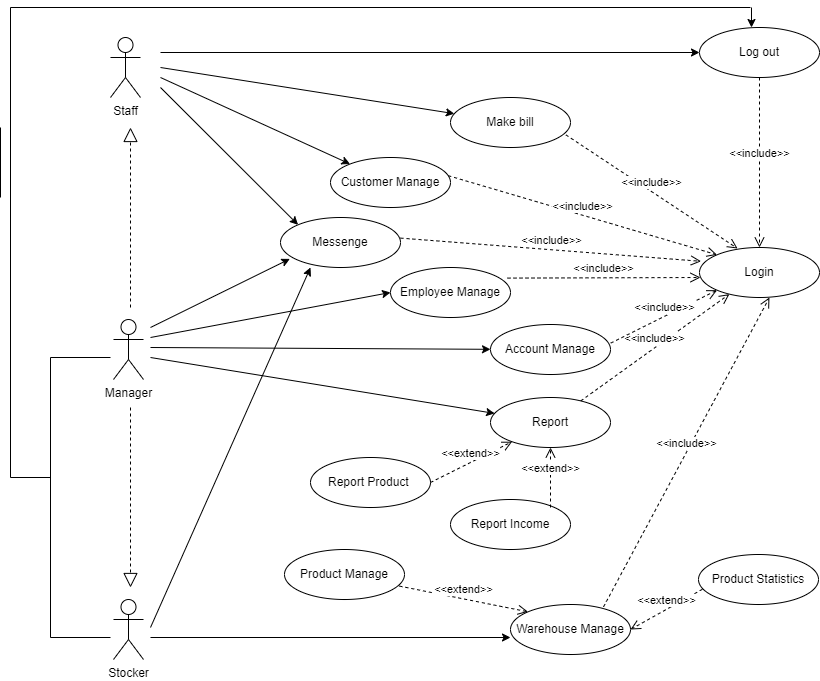 Log out
Staff
Make bill
<<include>>
<<include>>
Customer Manage
<<include>>
Messenge
<<include>>
<<include>>
Login
Employee Manage
<<include>>
<<include>>
Account Manage
Manager
Report
<<include>>
<<extend>>
<<extend>>
Report Product
Report Income
Product Manage
Product Statistics
<<extend>>
<<extend>>
Warehouse Manage
Stocker